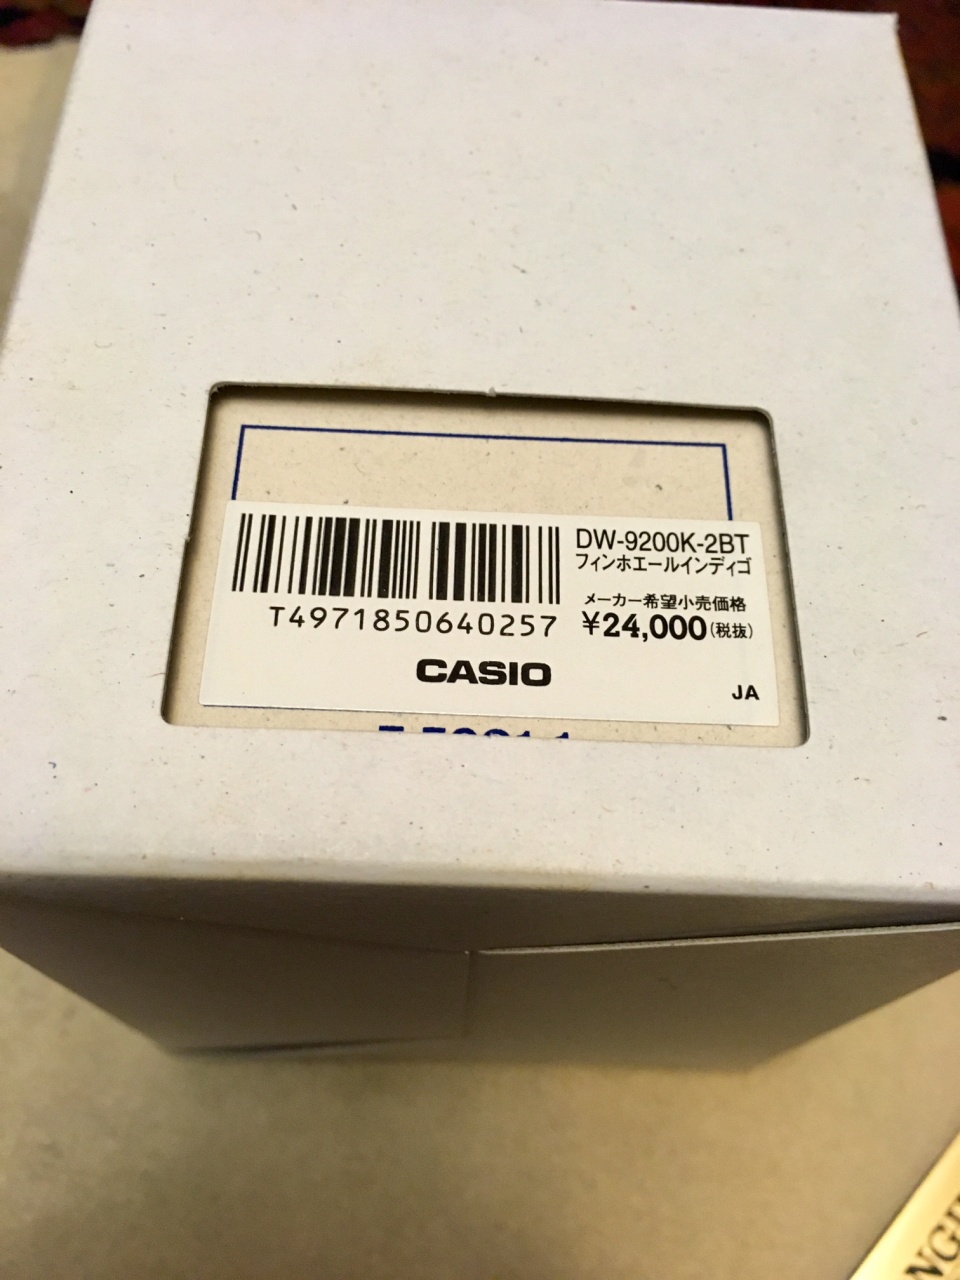 DW-9200K-2BT
フィンホエールインディゴ
T4971850640257
メーカー希望小売価格
¥24,000(税抜)
CASIO
JA